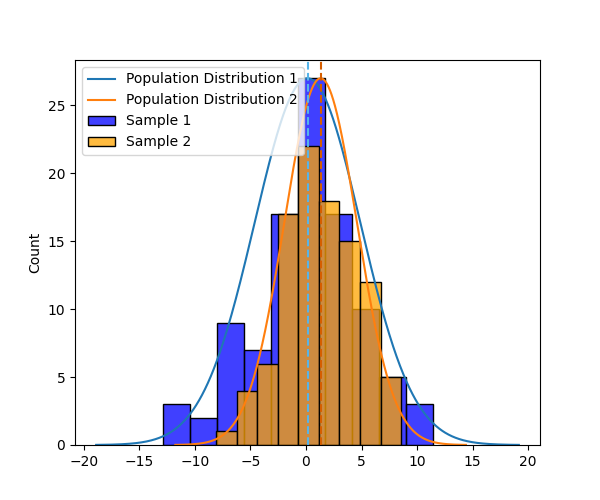 Population Distribution 1
Population Distribution 2
Sample 1
Sample 2
Count
25
20
15
10
5
0
−20 −15 −10 −5 0 5 10 15 20